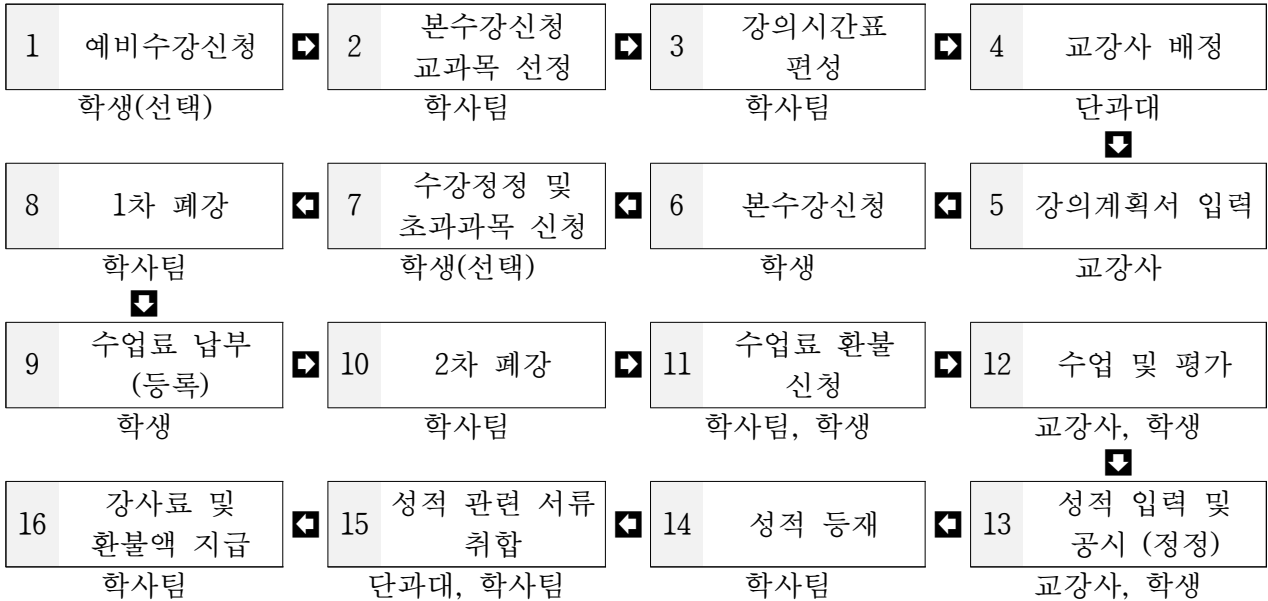 1 예비수강신청
학생(선택)
2 본수강신청
교과목 선정
학사팀
3 강의시간표
편성
학사팀
4 교강사 배정
단과대
5 강의계획서 입력
교강사
6 본수강신청
학생
7 수강정정 및
초과과목 신청
학생(선택)
8 1차 폐강
학사팀
9 수업료 납부
(등록)
학생
10 2차 폐강
학사팀
11 수업료 환불
신청
학사팀, 학생
12 수업 및 평가
교강사, 학생
13 성적 입력 및
공시 (정정)
교강사, 학생
14 성적 등재
학사팀
15 성적 관련 서류
취합
단과대, 학사팀
16 강사료 및
환불액 지급
학사팀